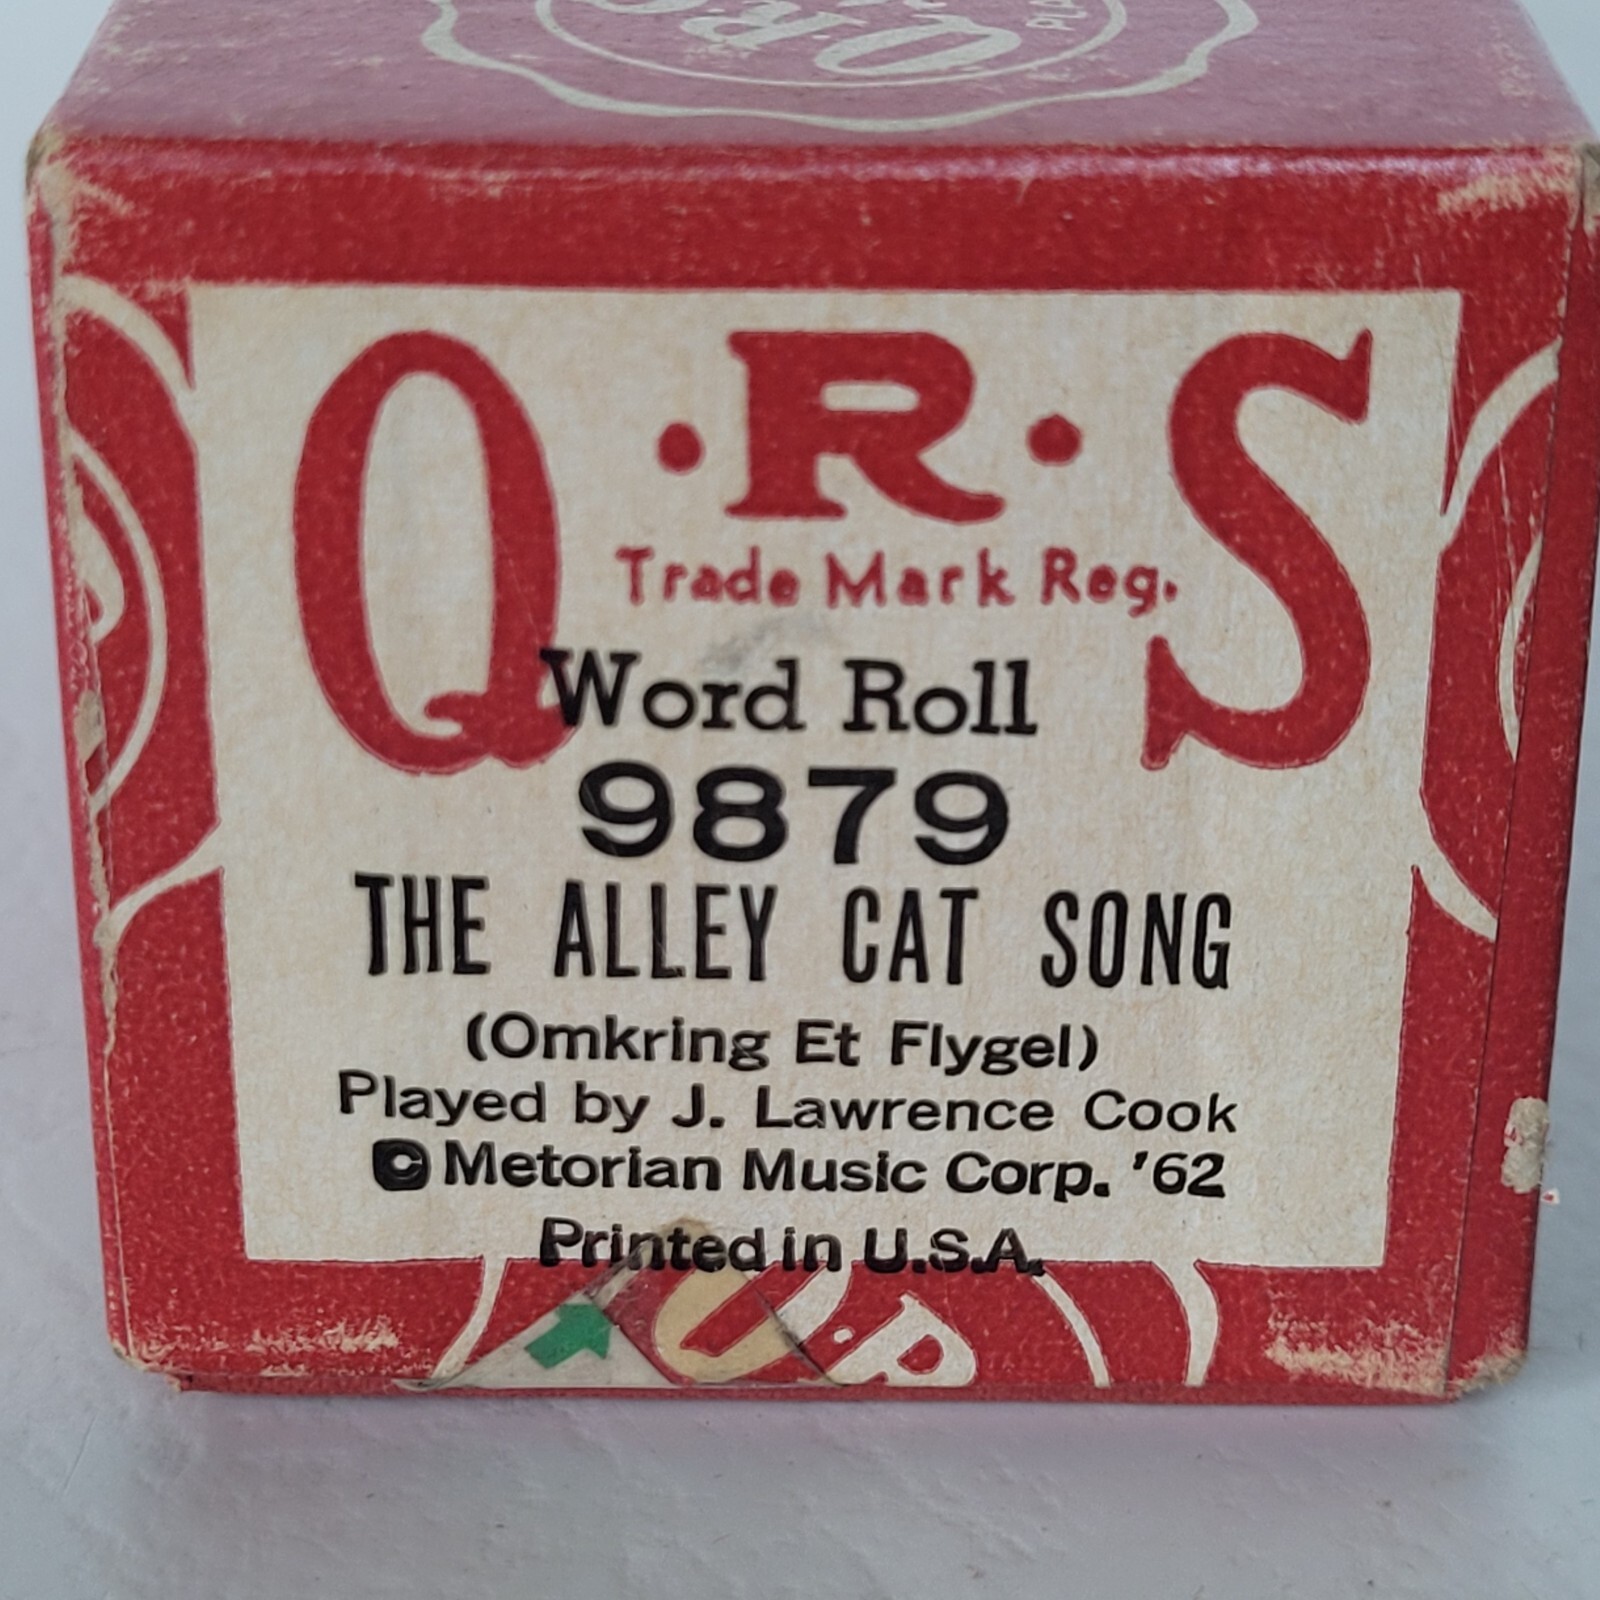 QRS
Q·R·S
Trade Mark Reg.
Word Roll
9879
THE ALLEY CAT SONG
(Omkring Et Flygel)
Played by J. Lawrence Cook
© Metorian Music Corp. '62
Printed in U.S.A.